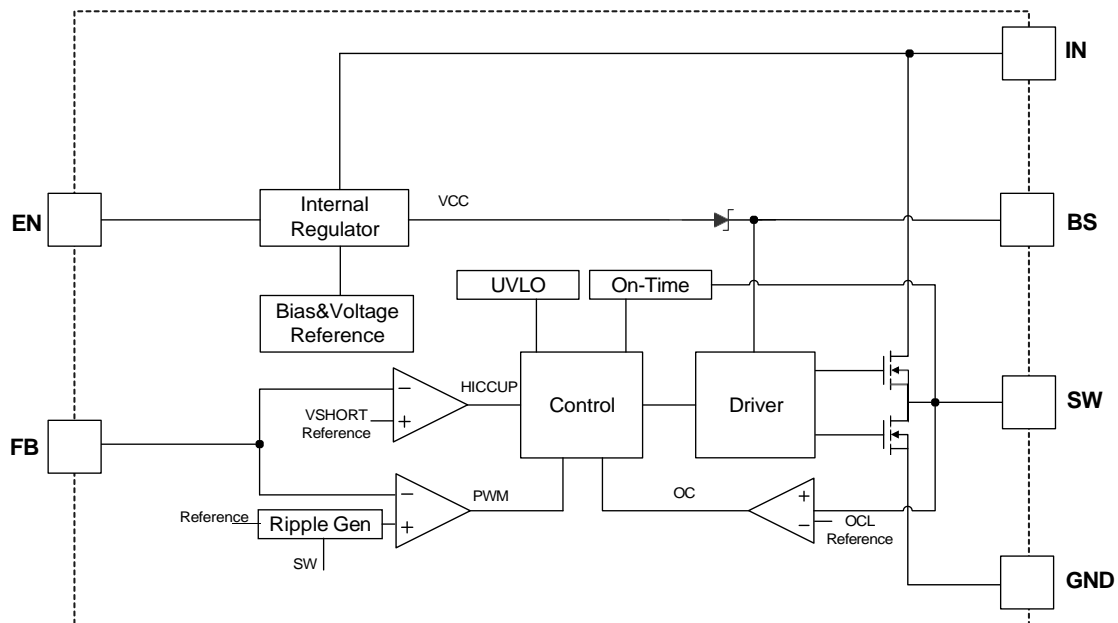 IN
EN
Internal
Regulator
VCC
BS
UVLO
On-Time
Bias&Voltage
Reference
HICCUP
VSHORT
Reference
Control
Driver
SW
FB
−
+
PWM
−
+
Reference
Ripple Gen
SW
OC
+
−
OCL
Reference
GND